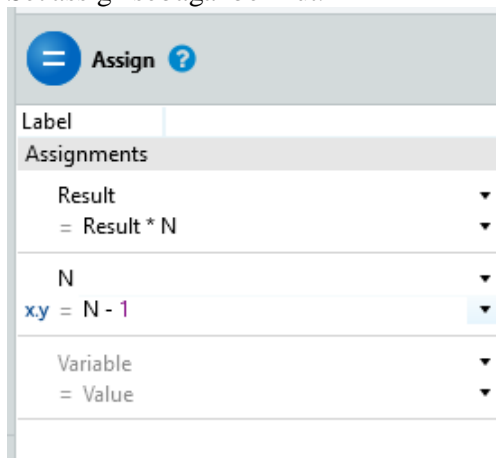 Assign ?
Label
Assignments
Result
= Result * N
N
x.y = N - 1
Variable
= Value